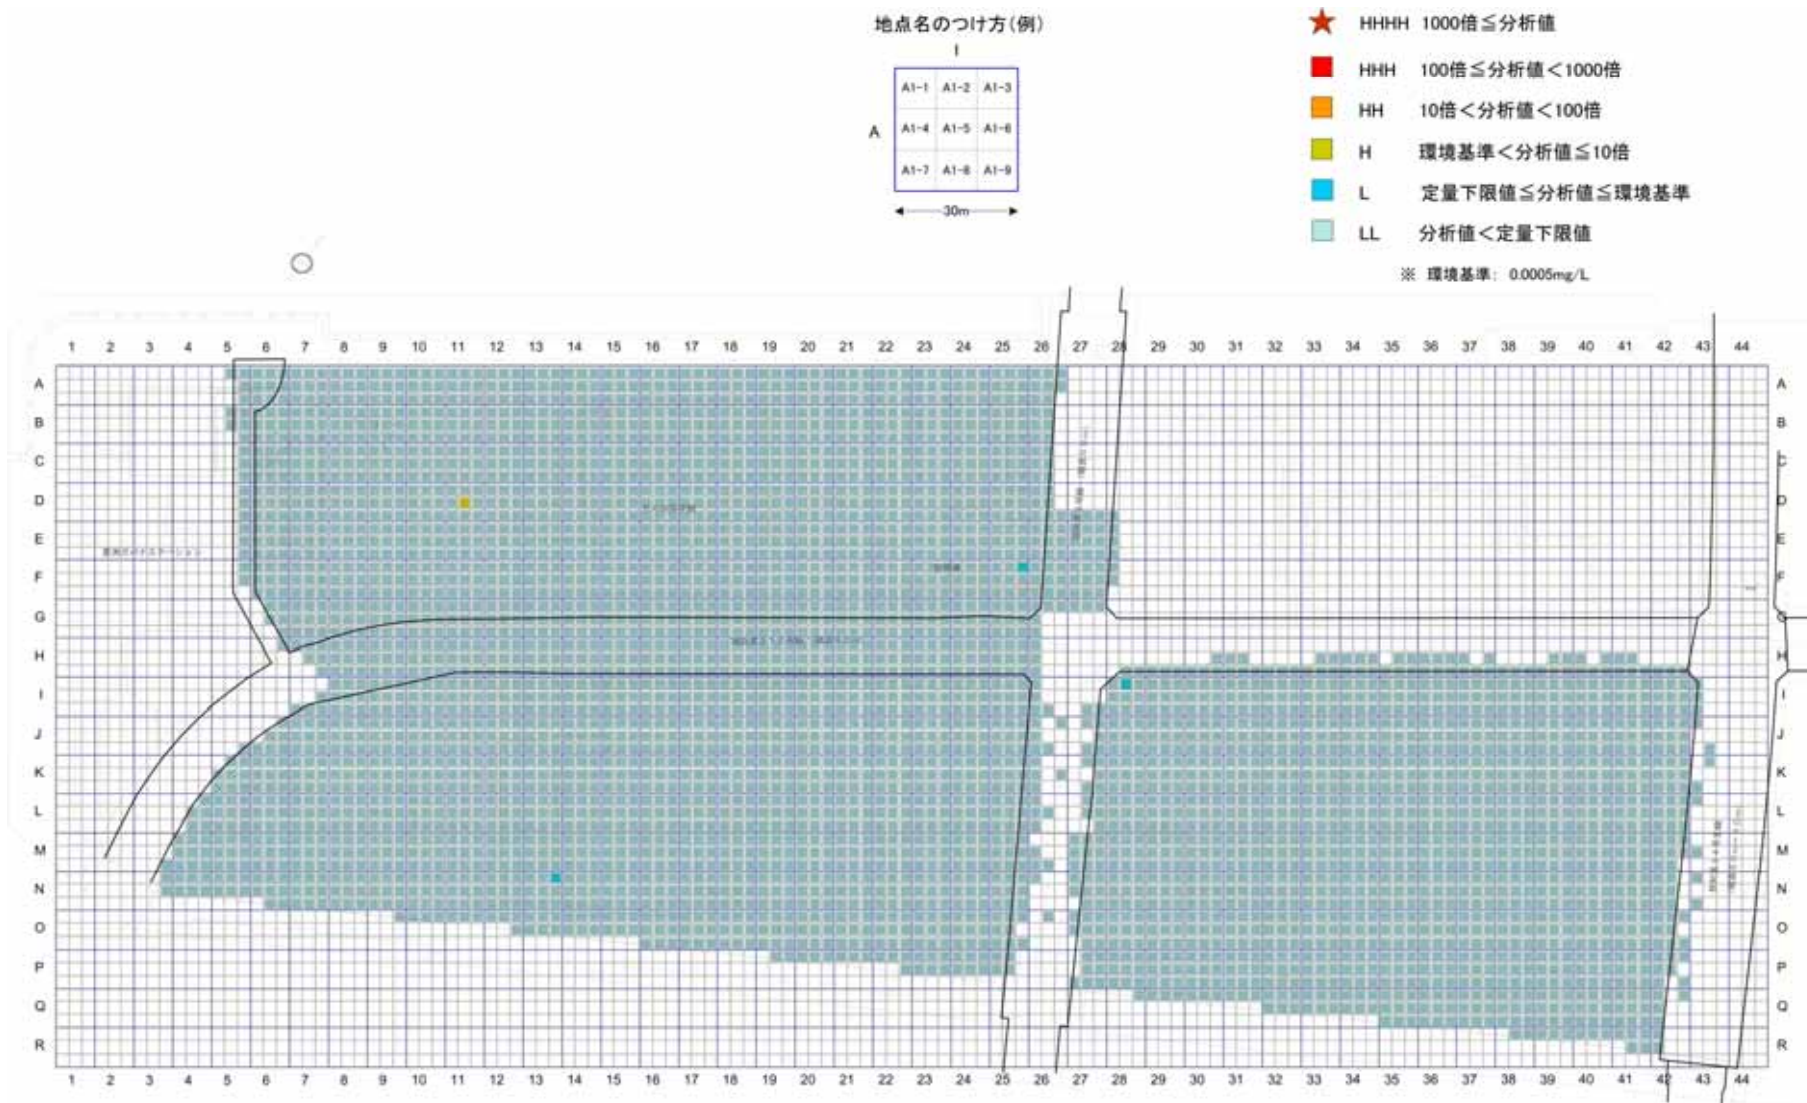 地点名のつけ方(例)
1
A
A1-1 A1-2 A1-3
A1-4 A1-5 A1-6
A1-7 A1-8 A1-9
30m
HHHH 1000倍≦分析値
HHH 100倍≦分析値<1000倍
HH 10倍<分析値<100倍
H 環境基準<分析値≦10倍
L 定量下限値≦分析値≦環境基準
LL 分析値<定量下限値
※ 環境基準: 0.0005mg/L
1 2 3 4 5 6 7 8 9 10 11 12 13 14 15 16 17 18 19 20 21 22 23 24 25 26 27 28 29 30 31 32 33 34 35 36 37 38 39 40 41 42 43 44
A A
B B
C C
D D
E E
F F
G G
H H
I I
J J
K K
L L
M M
N N
O O
P P
Q Q
R R
1 2 3 4 5 6 7 8 9 10 11 12 13 14 15 16 17 18 19 20 21 22 23 24 25 26 27 28 29 30 31 32 33 34 35 36 37 38 39 40 41 42 43 44